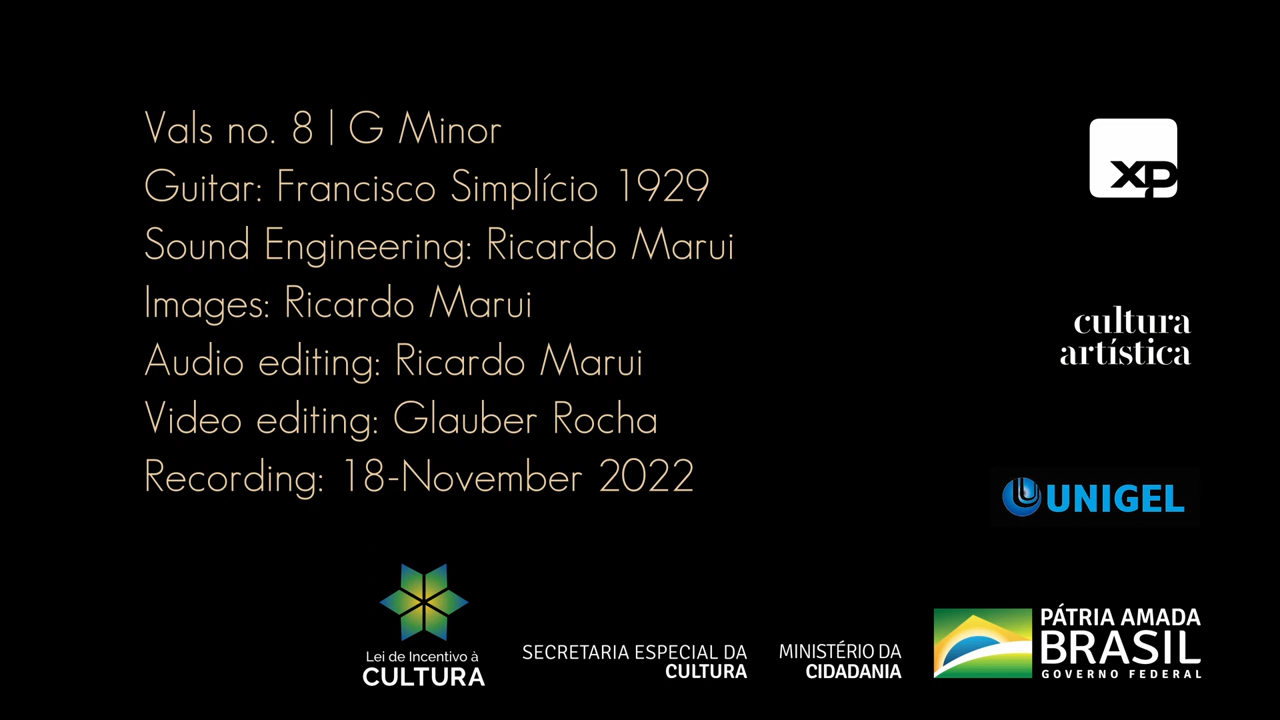 Vals no. 8 | G Minor
Guitar: Francisco Simplício 1929
Sound Engineering: Ricardo Marui
Images: Ricardo Marui
Audio editing: Ricardo Marui
Video editing: Glauber Rocha
Recording: 18-November 2022
XP
cultura
artística
UNIGEL
Lei de Incentivo à
CULTURA
SECRETARIA ESPECIAL DA
CULTURA
MINISTÉRIO DA
CIDADANIA
PÁTRIA AMADA
BRASIL
GOVERNO FEDERAL